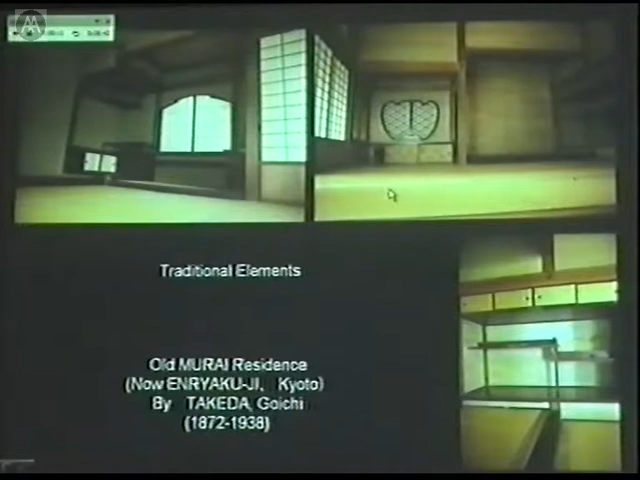 Traditional Elements
Old MURAI Residence
(Now ENRYAKU-JI, Kyoto)
By TAKEDA, Goichi
(1872-1938)